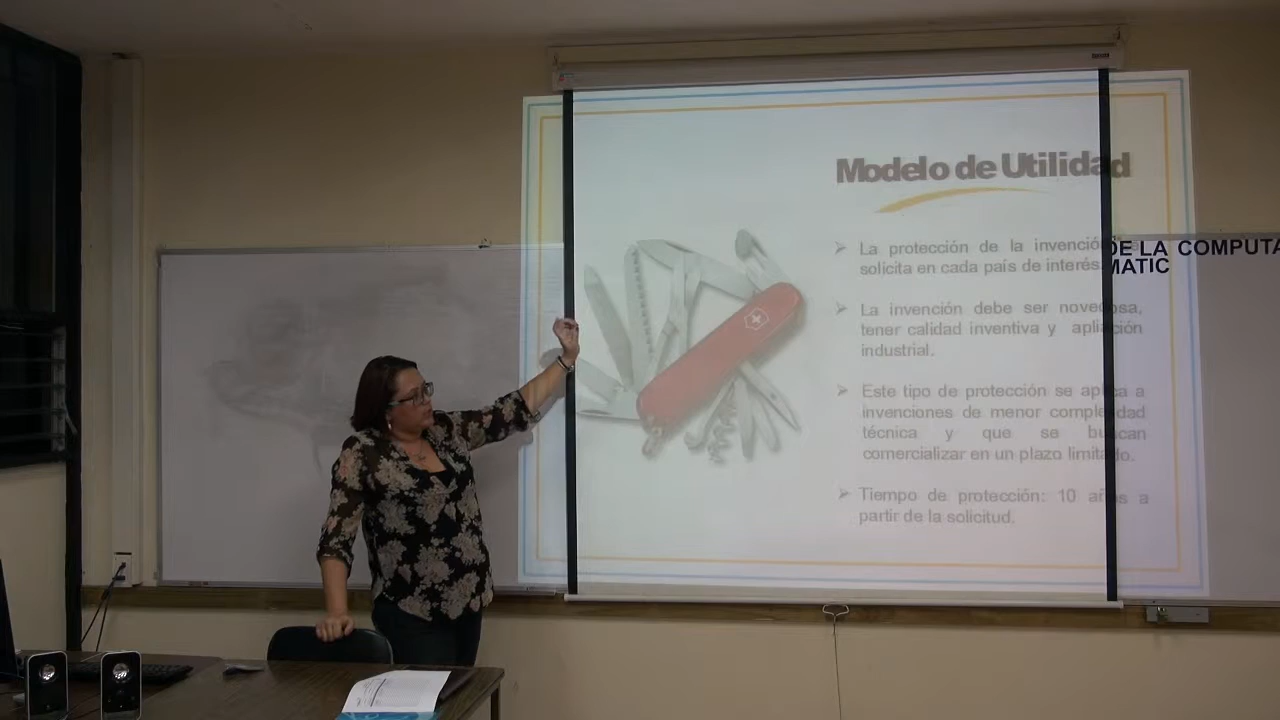 Modelo de Utilidad
La protección de la invención
solicita en cada país de interés.
DE LA COMPUTA
MATIC
La invención debe ser novedosa,
tener calidad inventiva y apliación
industrial.
Este tipo de protección se aplica a
invenciones de menor complejidad
técnica y que se buscan
comercializar en un plazo limitado.
Tiempo de protección: 10 años a
partir de la solicitud.